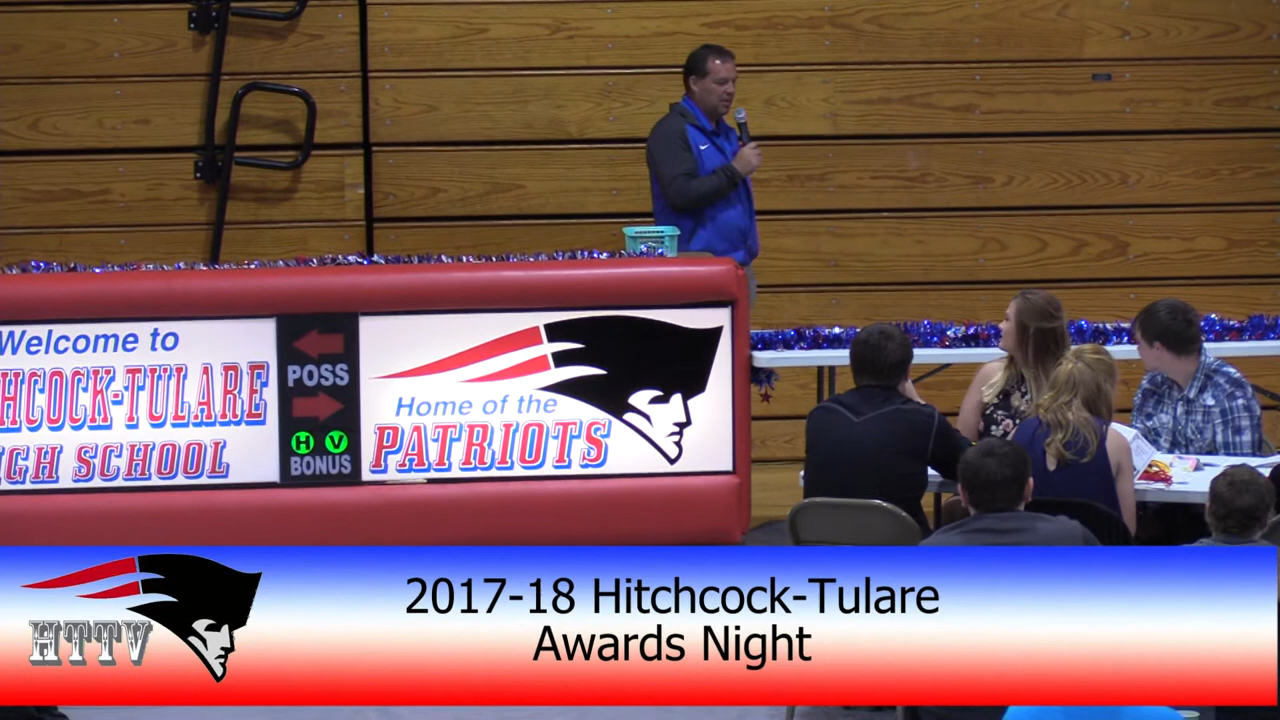 Welcome to
HCOCK-TULARE
GH SCHOOL
POSS
H V
BONUS
Home of the
PATRIOTS
HTTV
2017-18 Hitchcock-Tulare
Awards Night